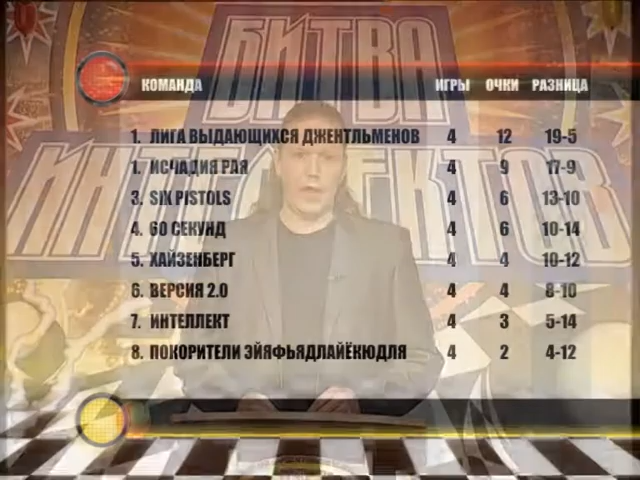 БИТВА
ИНТЕЛЛЕКТОВ
КОМАНДА ИГРЫ ОЧКИ РАЗНИЦА
1. ЛИГА ВЫДАЮЩИХСЯ ДЖЕНТЛЬМЕНОВ 4 12 19-5
1. ИСЧАДИЯ РАЯ 4 9 17-9
3. SIX PISTOLS 4 6 13-10
4. 60 СЕКУНД 4 6 10-14
5. ХАЙЗЕНБЕРГ 4 4 10-12
6. ВЕРСИЯ 2.0 4 4 8-10
7. ИНТЕЛЛЕКТ 4 3 5-14
8. ПОКОРИТЕЛИ ЭЙЯФЬЯДЛАЙЁКЮДЛЯ 4 2 4-12